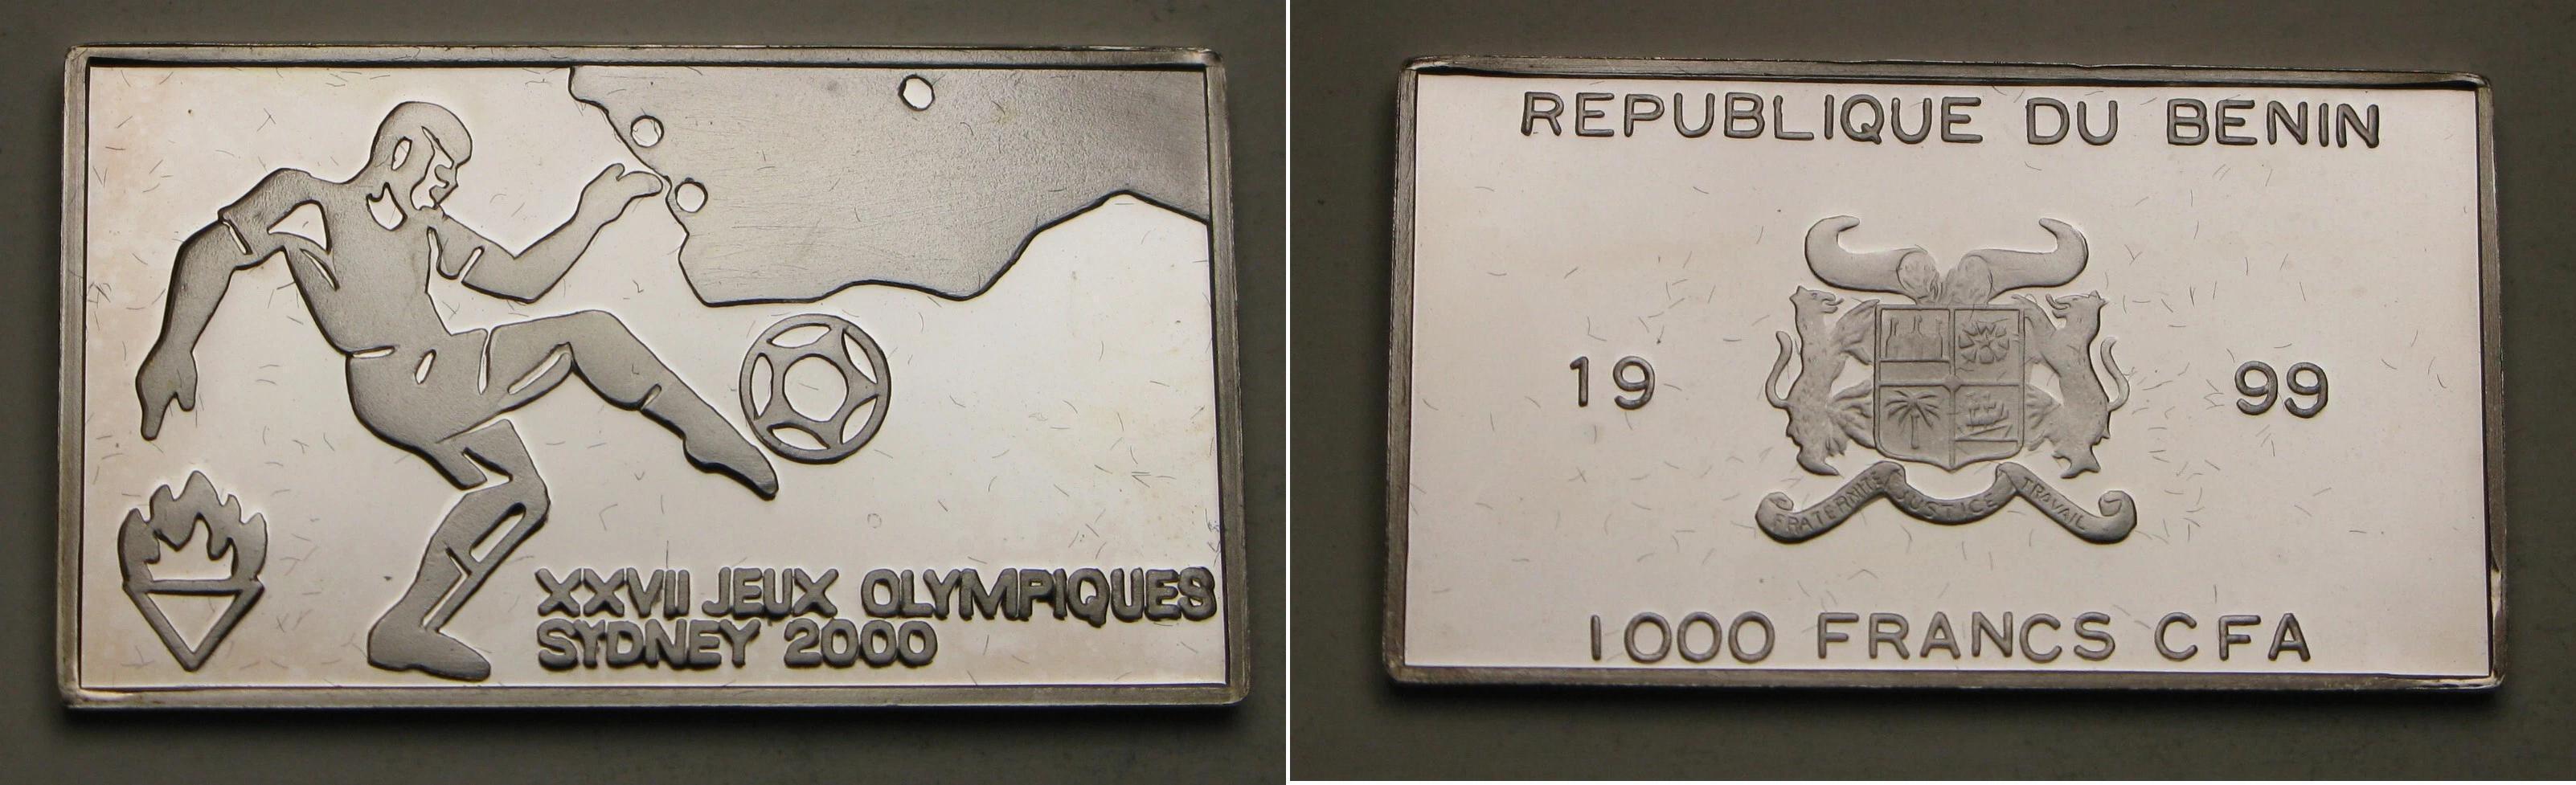 XXVII JEUX OLYMPIQUES
SYDNEY 2000
REPUBLIQUE DU BENIN
19 99
FRATERNITE JUSTICE TRAVAIL
1000 FRANCS CFA